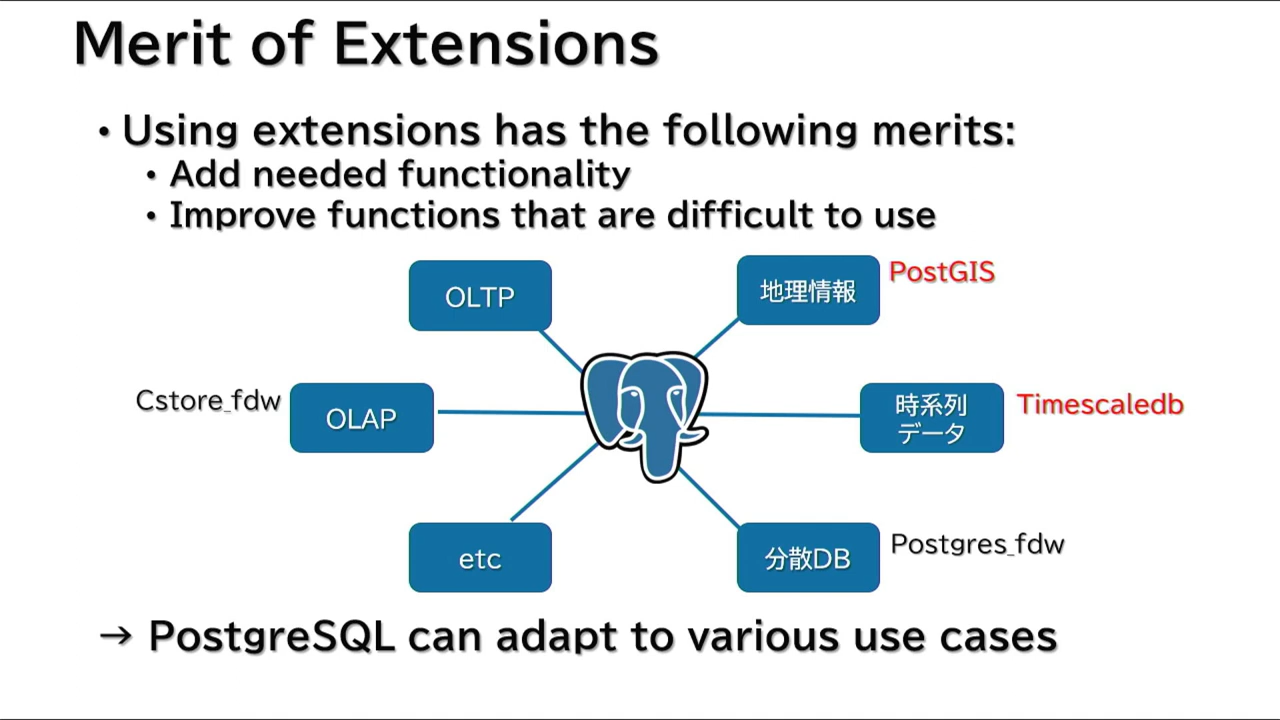 Merit of Extensions
• Using extensions has the following merits:
• Add needed functionality
• Improve functions that are difficult to use
OLTP
地理情報
PostGIS
Cstore_fdw
OLAP
時系列
データ
Timescaledb
etc
分散DB
Postgres_fdw
→ PostgreSQL can adapt to various use cases